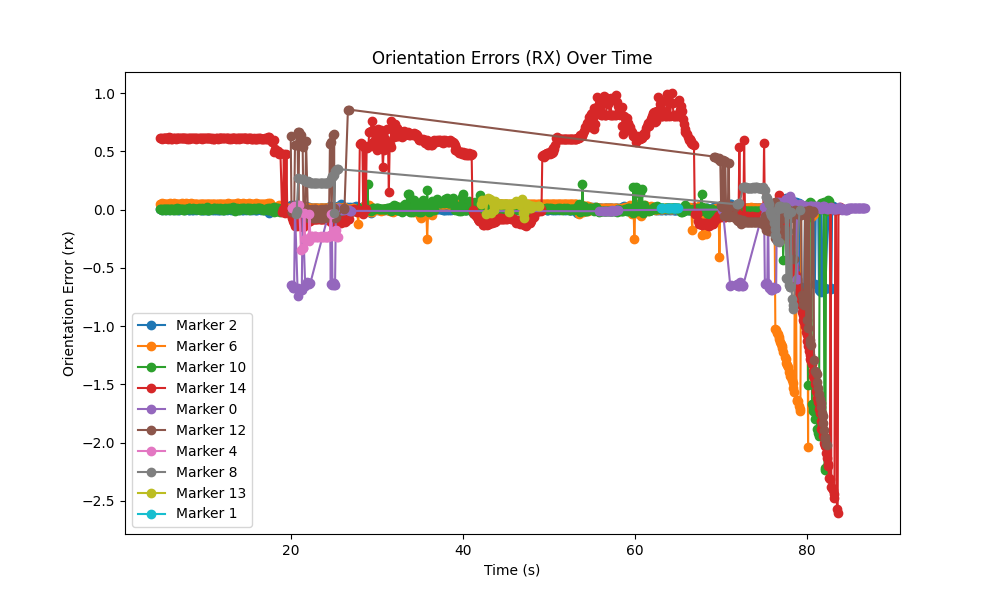 Orientation Errors (RX) Over Time
Orientation Error (rx)
1.0
0.5
0.0
−0.5
−1.0
−1.5
−2.0
−2.5
Marker 2
Marker 6
Marker 10
Marker 14
Marker 0
Marker 12
Marker 4
Marker 8
Marker 13
Marker 1
20
40
60
80
Time (s)